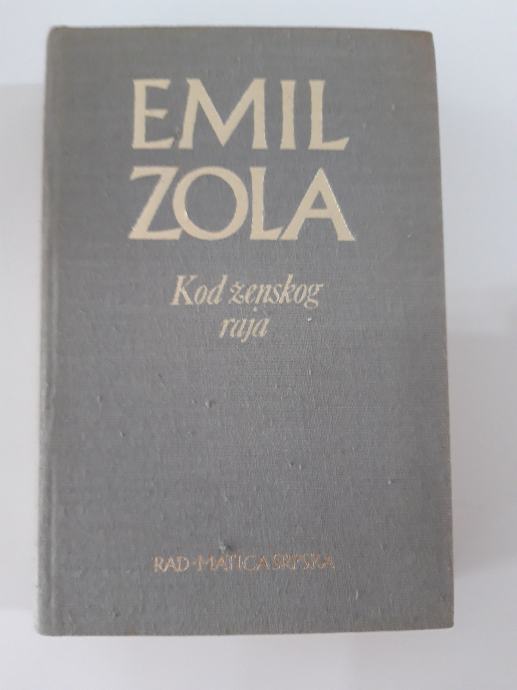 EMIL
ZOLA
Kod ženskog
raja
RAD·MATICA SRPSKA